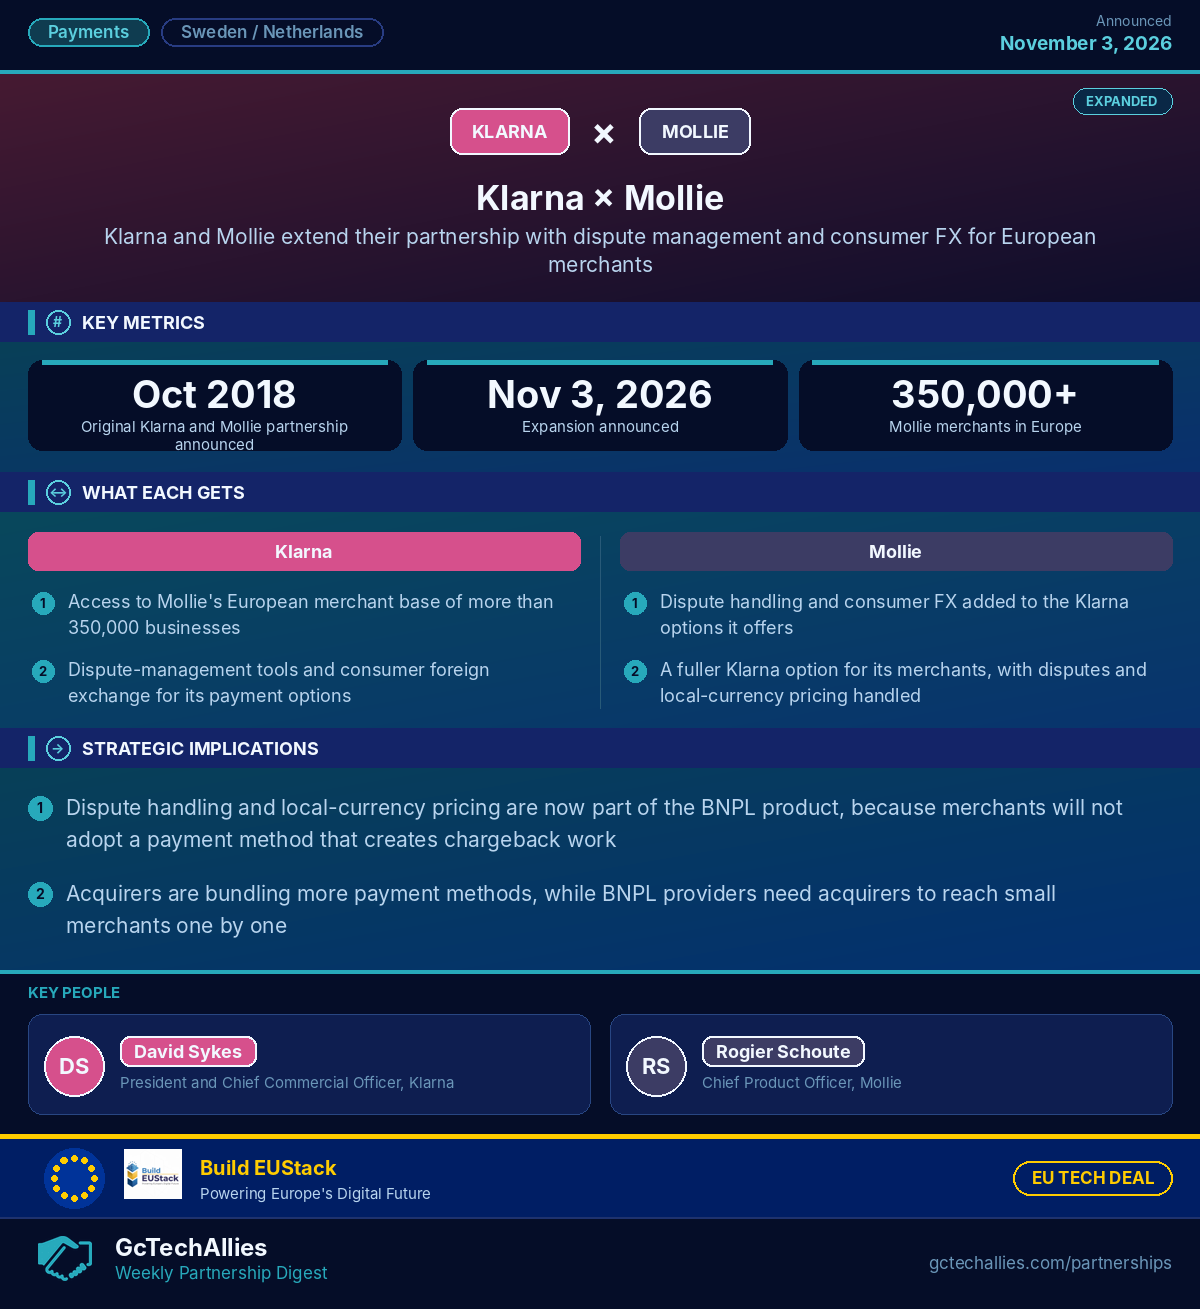 Payments
Sweden / Netherlands
Announced
November 3, 2026
EXPANDED
KLARNA × MOLLIE
Klarna × Mollie
Klarna and Mollie extend their partnership with dispute management and consumer FX for European
merchants
# KEY METRICS
Oct 2018
Original Klarna and Mollie partnership
announced
Nov 3, 2026
Expansion announced
350,000+
Mollie merchants in Europe
WHAT EACH GETS
Klarna
1 Access to Mollie's European merchant base of more than
350,000 businesses
2 Dispute-management tools and consumer foreign
exchange for its payment options
Mollie
1 Dispute handling and consumer FX added to the Klarna
options it offers
2 A fuller Klarna option for its merchants, with disputes and
local-currency pricing handled
STRATEGIC IMPLICATIONS
1 Dispute handling and local-currency pricing are now part of the BNPL product, because merchants will not
adopt a payment method that creates chargeback work
2 Acquirers are bundling more payment methods, while BNPL providers need acquirers to reach small
merchants one by one
KEY PEOPLE
DS
David Sykes
President and Chief Commercial Officer, Klarna
RS
Rogier Schoute
Chief Product Officer, Mollie
Build
EUStack
Build EUStack
Powering Europe's Digital Future
EU TECH DEAL
GcTechAllies
Weekly Partnership Digest
gctechallies.com/partnerships